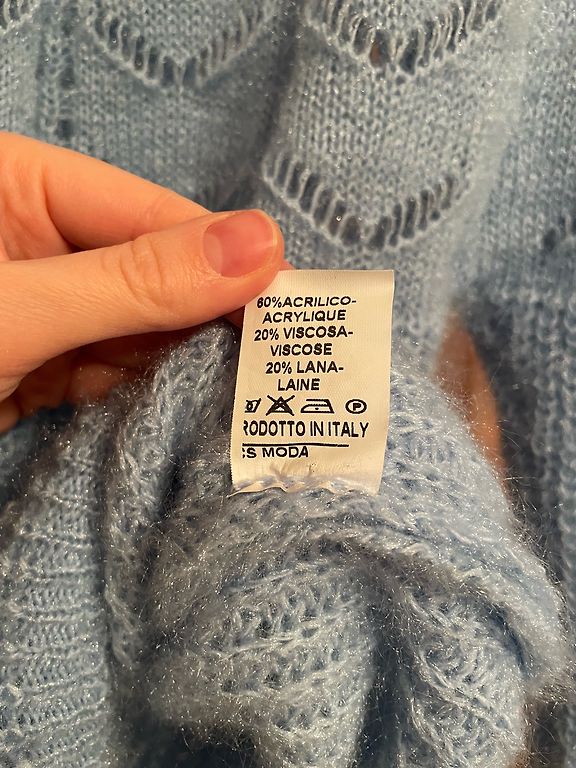 60%ACRILICO-
ACRYLIQUE
20% VISCOSA-
VISCOSE
20% LANA-
LAINE
P
RODOTTO IN ITALY
S MODA